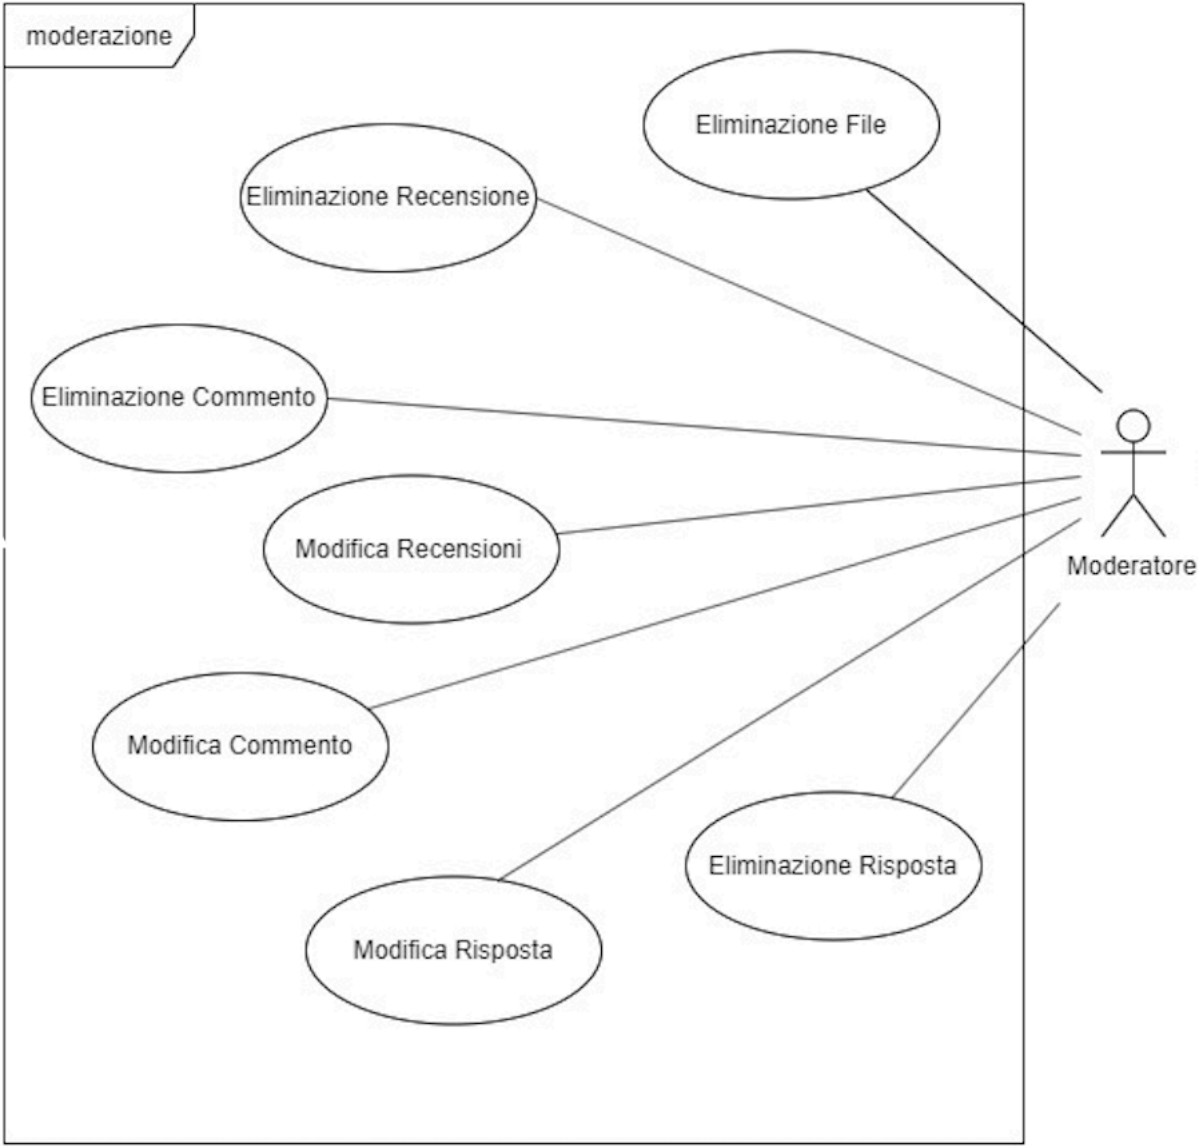 moderazione
Eliminazione File
Eliminazione Recensione
Eliminazione Commento
Modifica Recensioni
Moderatore
Modifica Commento
Eliminazione Risposta
Modifica Risposta